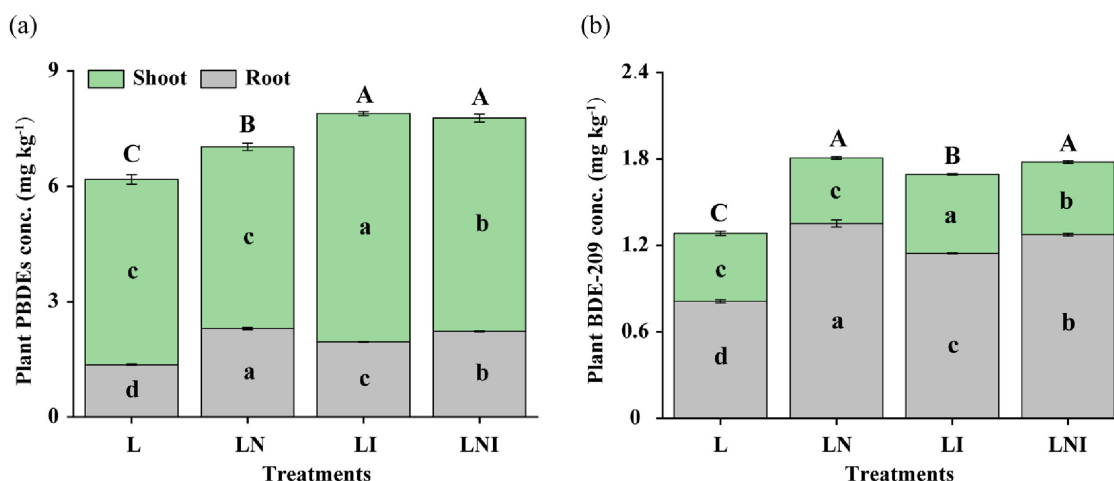 (a)
Plant PBDEs conc. (mg kg⁻¹)
9
6
3
0
Shoot Root
C B A A
c c a b
d a c b
L LN LI LNI
Treatments
(b)
Plant BDE-209 conc. (mg kg⁻¹)
2.4
1.8
1.2
0.6
0
C A B A
c c a b
d a c b
L LN LI LNI
Treatments